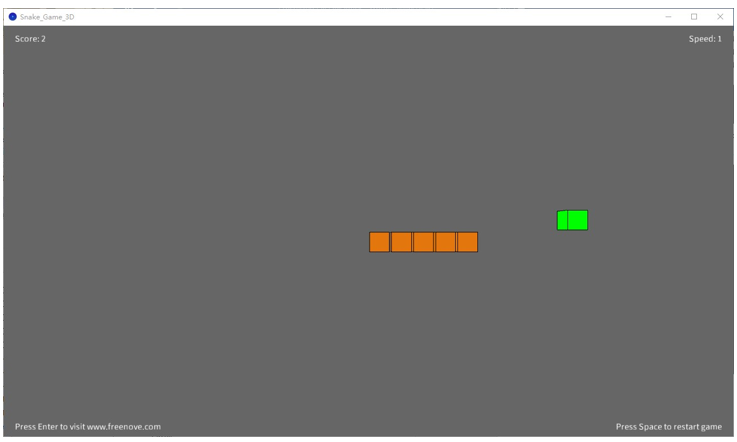 Snake_Game_3D
Score: 2
Speed: 1
Press Enter to visit www.freenove.com
Press Space to restart game